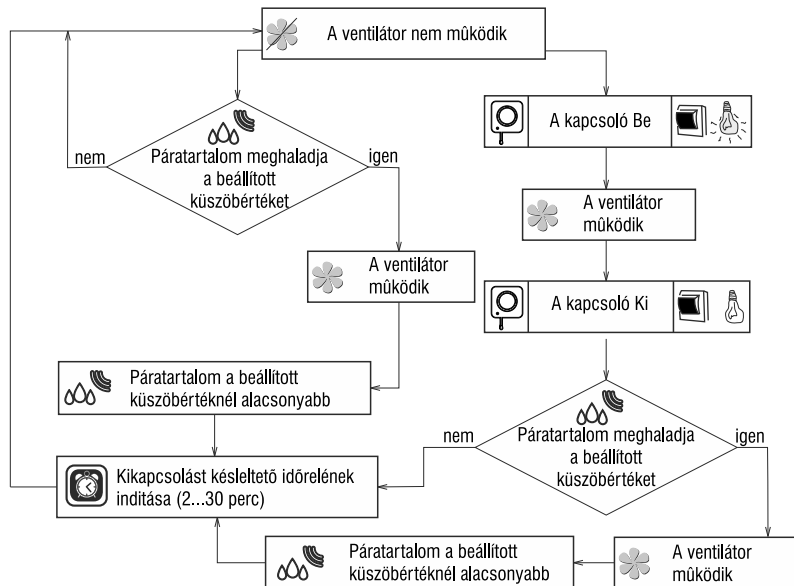 A ventilátor nem mûködik
A kapcsoló Be
Páratartalom meghaladja
a beállított
küszöbértéket
nem
igen
A ventilátor
mûködik
A ventilátor
mûködik
A kapcsoló Ki
Páratartalom a beállított
küszöbértéknél alacsonyabb
Páratartalom meghaladja
a beállított
küszöbértéket
nem
igen
Kikapcsolást késleltető időrelének
inditása (2...30 perc)
Páratartalom a beállított
küszöbértéknél alacsonyabb
A ventilátor
mûködik